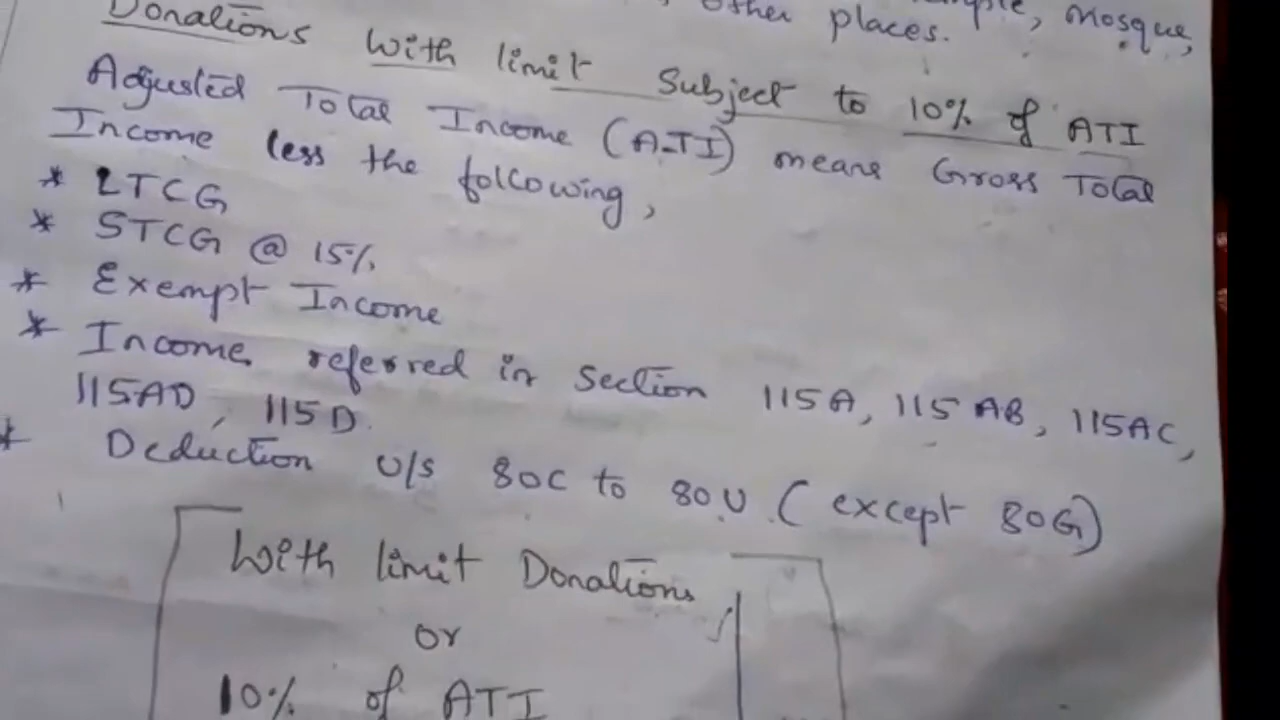 other places. Mosque,
Donations with limit Subject to 10% of ATI
Adjusted Total Income (ATI) means Gross Total
Income less the following,
* LTCG
* STCG @ 15%
* Exempt Income
* Income referred in Section 115A, 115AB, 115AC,
115AD, 115D.
* Deduction U/s 80C to 80U (except 80G)
With limit Donations
or
10% of ATI